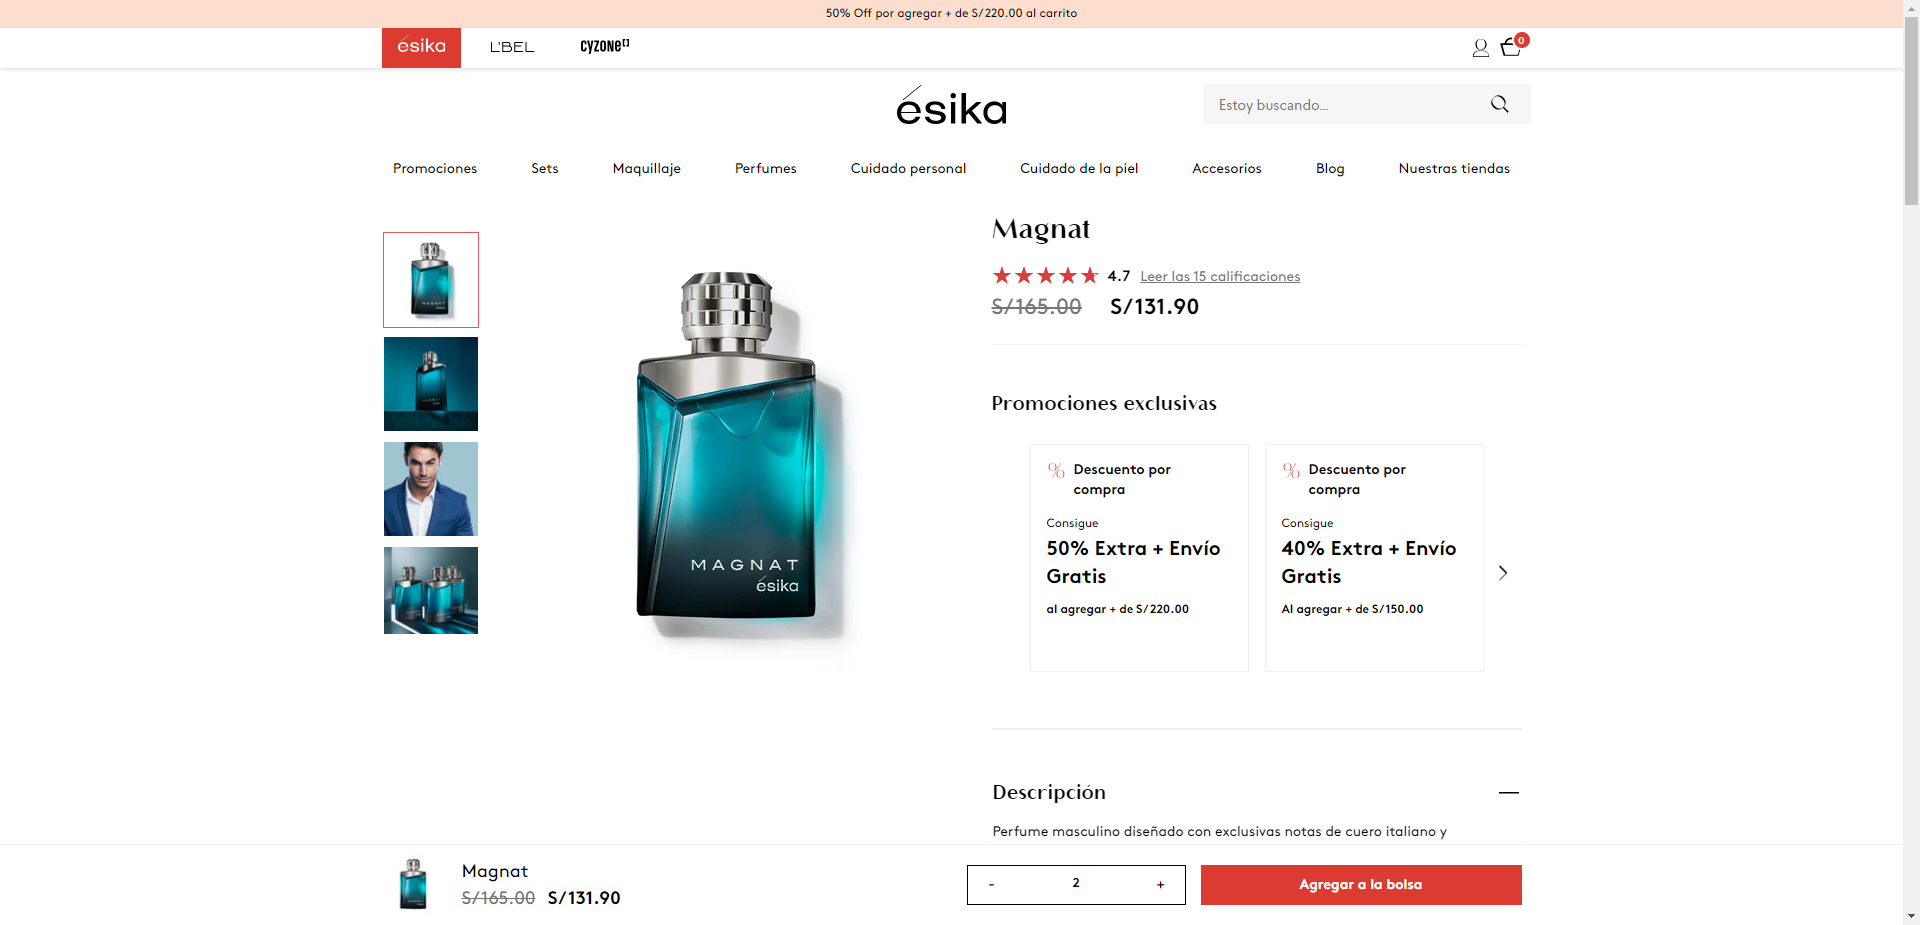 50% Off por agregar + de S/220.00 al carrito
ésika
L'BEL
cyzone
0
ésika
Estoy buscando...
Promociones
Sets
Maquillaje
Perfumes
Cuidado personal
Cuidado de la piel
Accesorios
Blog
Nuestras tiendas
MAGNAT
MAGNAT
MAGNAT
ésika
Magnat
4.7 Leer las 15 calificaciones
S/165.00 S/131.90
Promociones exclusivas
% Descuento por
compra
Consigue
50% Extra + Envío
Gratis
al agregar + de S/220.00
% Descuento por
compra
Consigue
40% Extra + Envío
Gratis
Al agregar + de S/150.00
Descripción
Perfume masculino diseñado con exclusivas notas de cuero italiano y
Magnat
S/165.00 S/131.90
- 2 +
Agregar a la bolsa